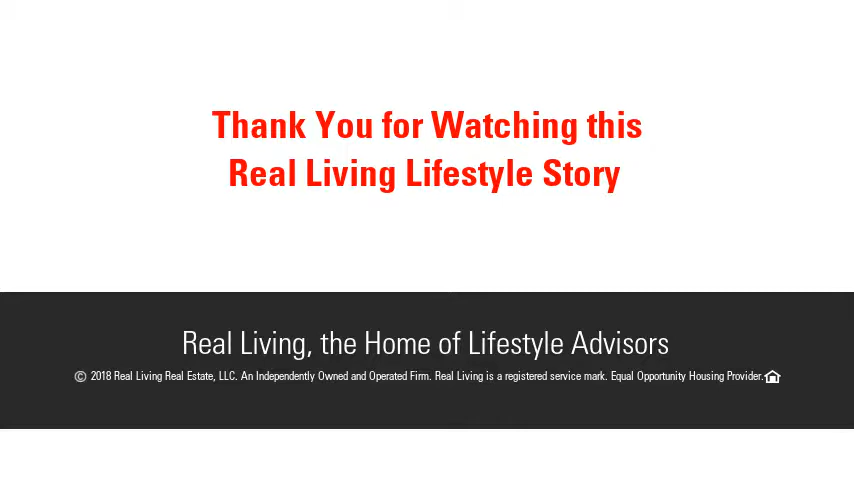 Thank You for Watching this
Real Living Lifestyle Story
Real Living, the Home of Lifestyle Advisors
© 2018 Real Living Real Estate, LLC. An Independently Owned and Operated Firm. Real Living is a registered service mark. Equal Opportunity Housing Provider.